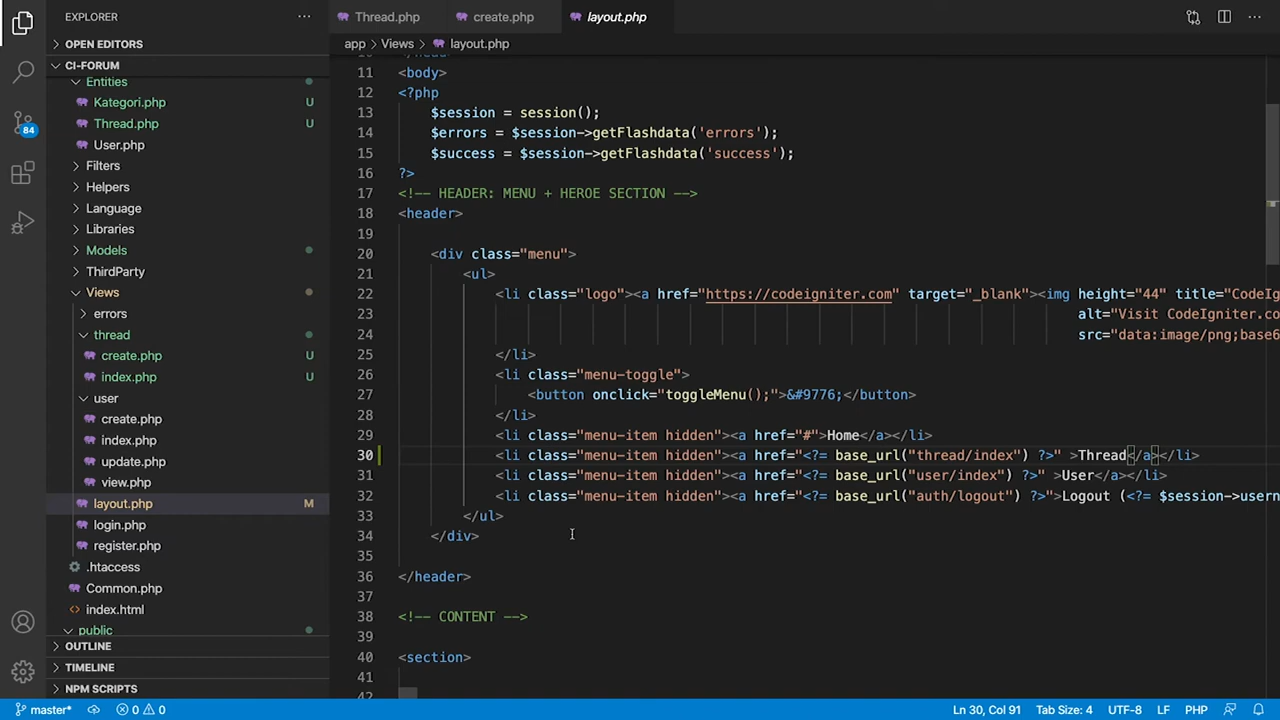 EXPLORER
OPEN EDITORS
CI-FORUM
Entities
Kategori.php U
Thread.php U
User.php
Filters
Helpers
Language
Libraries
Models
ThirdParty
Views
errors
thread
create.php U
index.php U
user
create.php
index.php
update.php
view.php
layout.php M
login.php
register.php
.htaccess
Common.php
index.html
public
OUTLINE
TIMELINE
NPM SCRIPTS
84
Thread.php create.php layout.php
app > Views > layout.php
11 <body>
12 <?php
13 $session = session();
14 $errors = $session->getFlashdata('errors');
15 $success = $session->getFlashdata('success');
16 ?>
17 <!-- HEADER: MENU + HEROE SECTION -->
18 <header>
19
20 <div class="menu">
21 <ul>
22 <li class="logo"><a href="https://codeigniter.com" target="_blank"><img height="44" title="CodeIg
23 alt="Visit CodeIgniter.co
24 src="data:image/png;base6
25 </li>
26 <li class="menu-toggle">
27 <button onclick="toggleMenu();">&#9776;</button>
28 </li>
29 <li class="menu-item hidden"><a href="#">Home</a></li>
30 <li class="menu-item hidden"><a href="<?= base_url("thread/index") ?>" >Thread</a></li>
31 <li class="menu-item hidden"><a href="<?= base_url("user/index") ?>" >User</a></li>
32 <li class="menu-item hidden"><a href="<?= base_url("auth/logout") ?>">Logout (<?= $session->usern
33 </ul>
34 </div>
35
36 </header>
37
38 <!-- CONTENT -->
39
40 <section>
41
42
master* 0 0 Ln 30, Col 91 Tab Size: 4 UTF-8 LF PHP